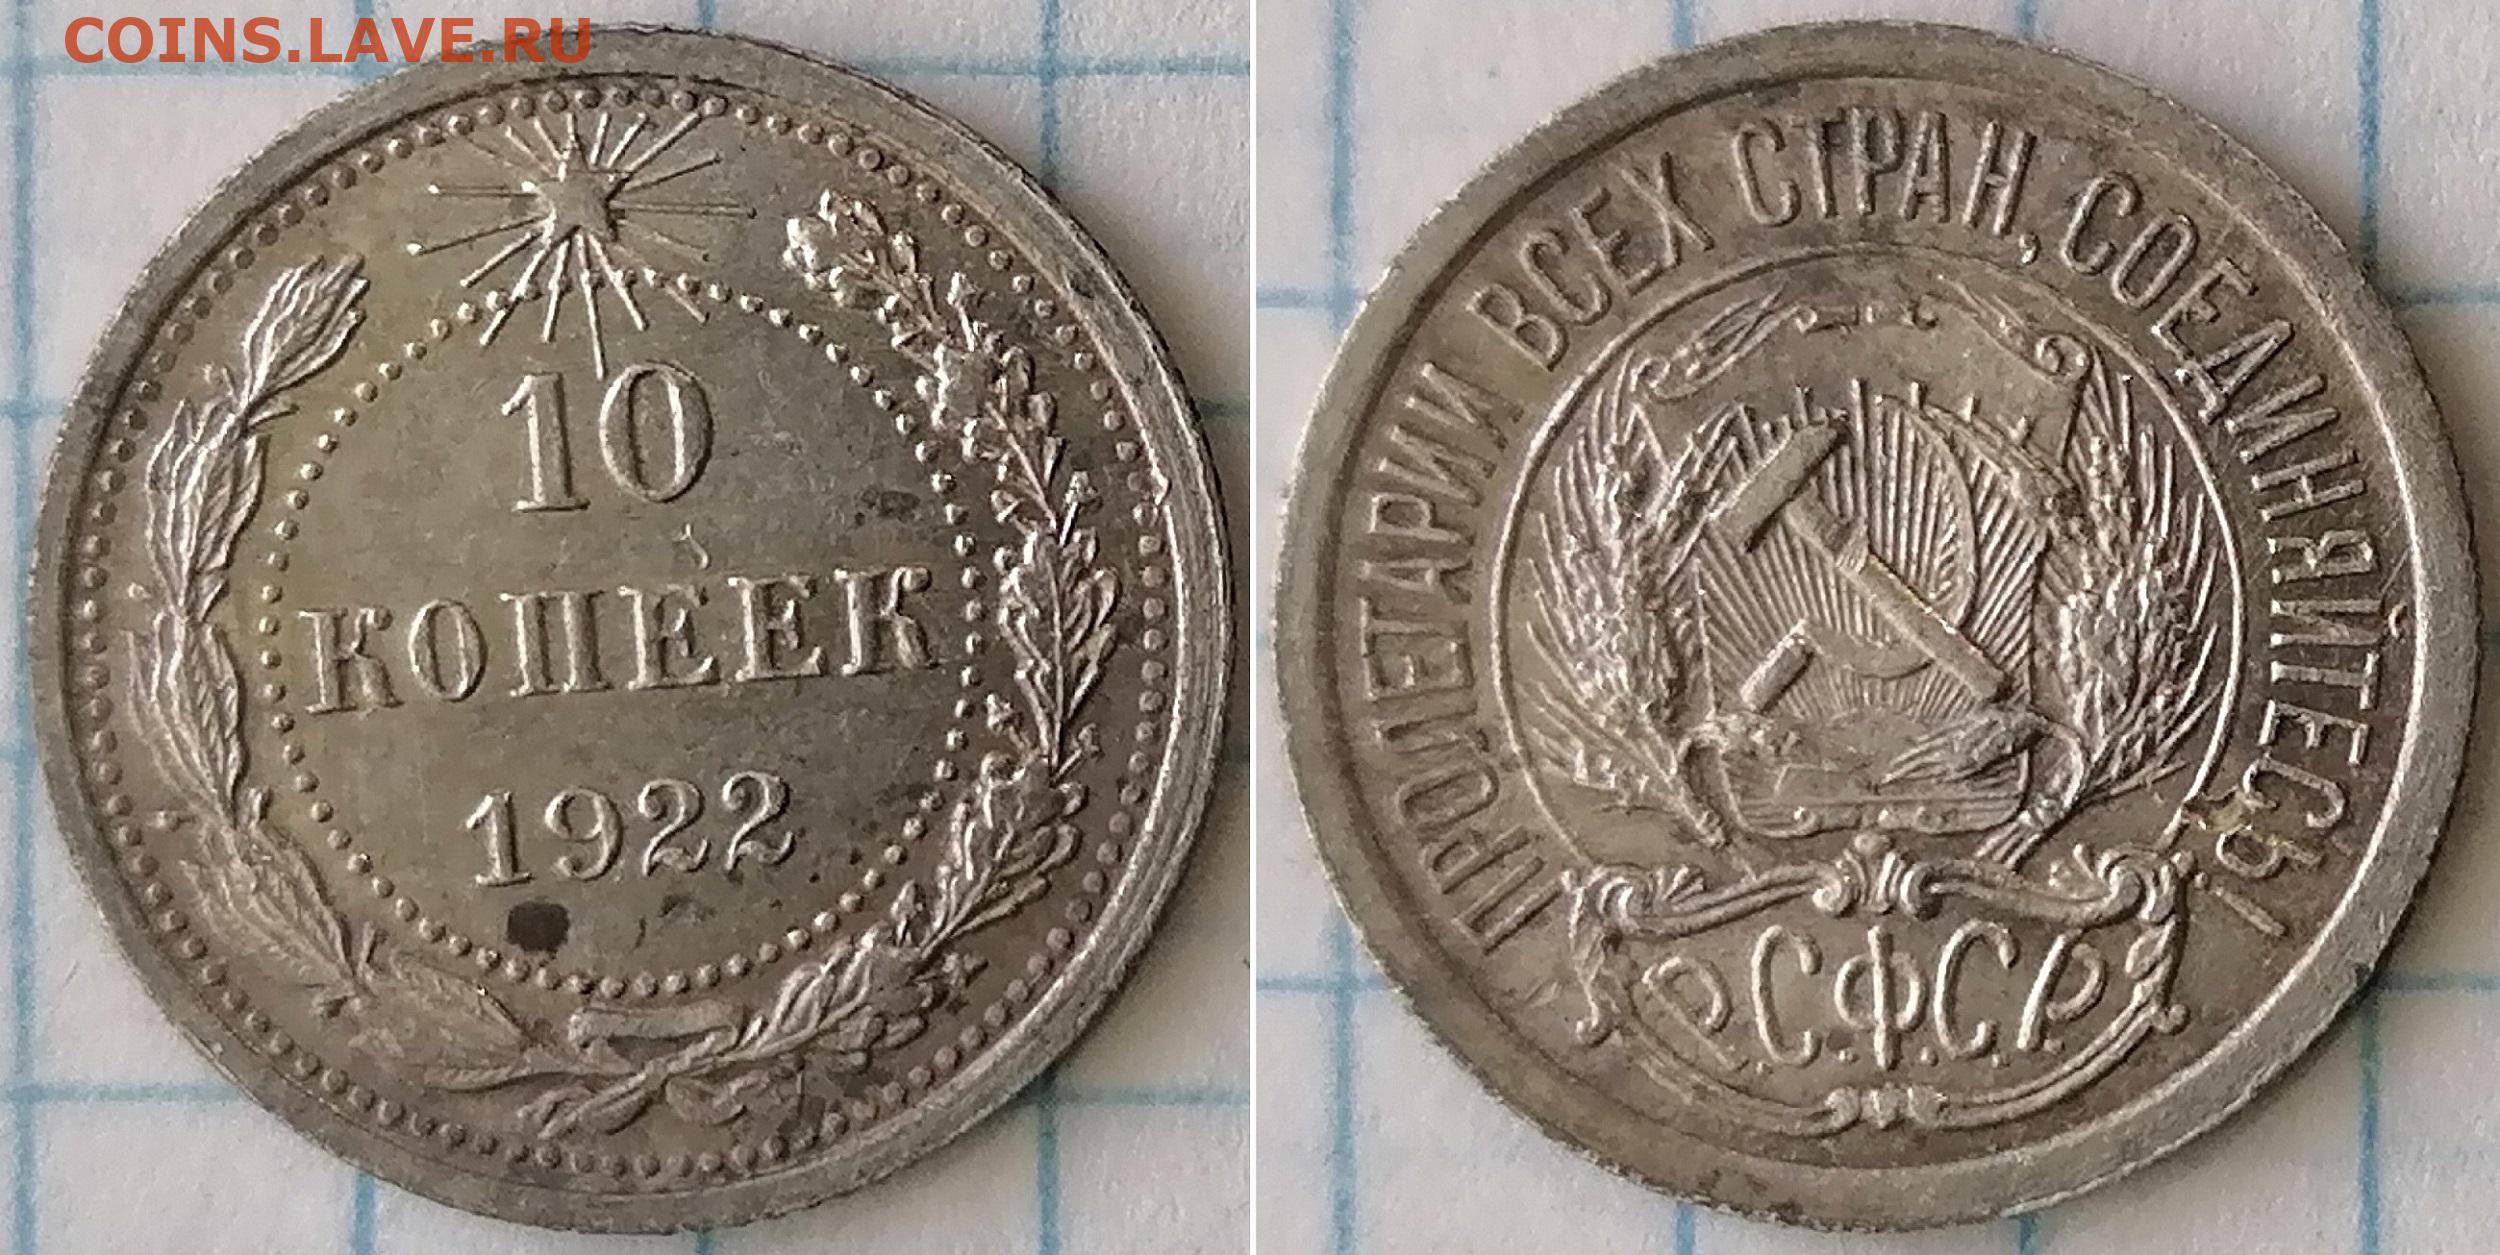 COINS.LAVE.RU
10
КОПЕЕК
1922
ПРОЛЕТАРИИ ВСЕХ СТРАН, СОЕДИНЯЙТЕСЬ!
Р.С.Ф.С.Р.